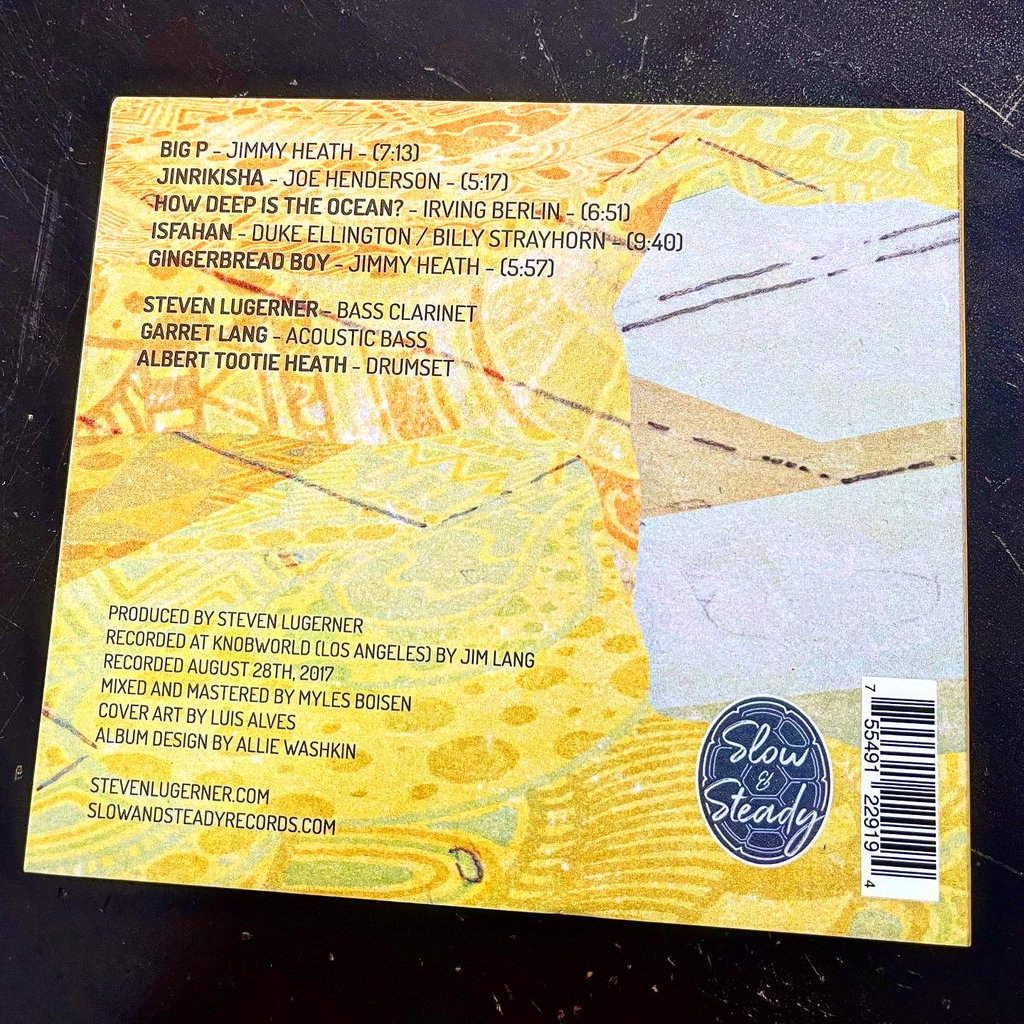 BIG P - JIMMY HEATH - (7:13)
JINRIKISHA - JOE HENDERSON - (5:17)
HOW DEEP IS THE OCEAN? - IRVING BERLIN - (6:51)
ISFAHAN - DUKE ELLINGTON / BILLY STRAYHORN - (9:40)
GINGERBREAD BOY - JIMMY HEATH - (5:57)
STEVEN LUGERNER - BASS CLARINET
GARRET LANG - ACOUSTIC BASS
ALBERT TOOTIE HEATH - DRUMSET
PRODUCED BY STEVEN LUGERNER
RECORDED AT KNOBWORLD (LOS ANGELES) BY JIM LANG
RECORDED AUGUST 28TH, 2017
MIXED AND MASTERED BY MYLES BOISEN
COVER ART BY LUIS ALVES
ALBUM DESIGN BY ALLIE WASHKIN
STEVENLUGERNER.COM
SLOWANDSTEADYRECORDS.COM
Slow
&
Steady
7 55491 22919 4